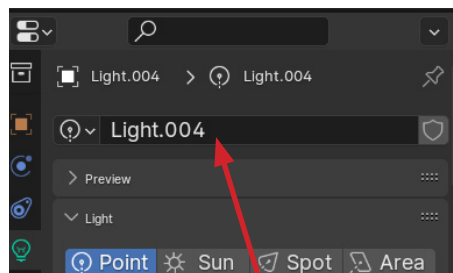 Light.004 > Light.004
Light.004
Preview
Light
Point Sun Spot Area